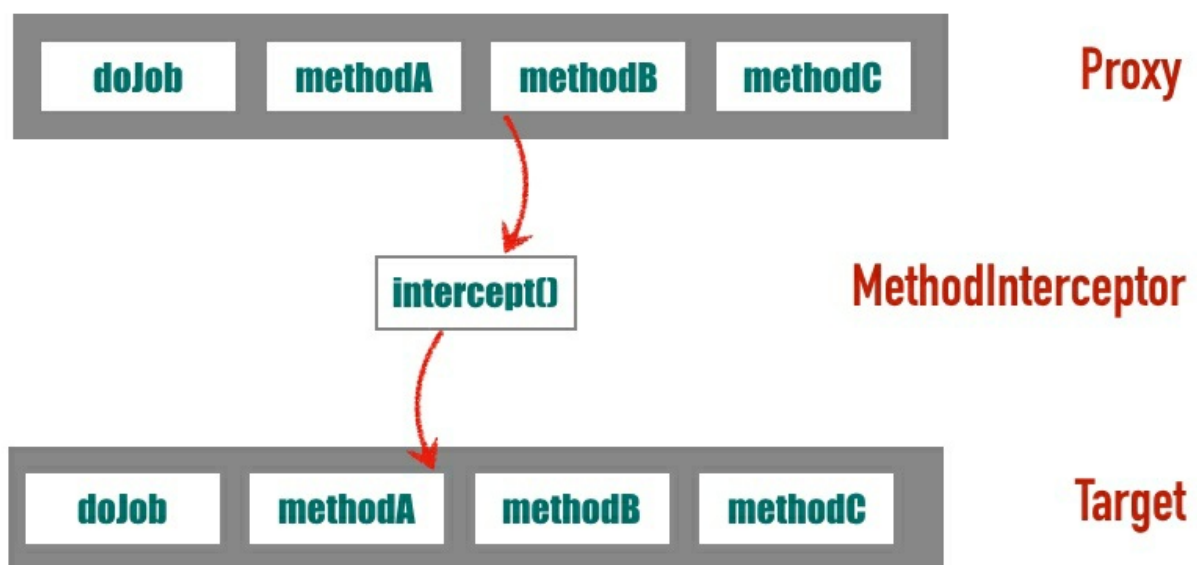 doJob methodA methodB methodC Proxy
intercept() MethodInterceptor
doJob methodA methodB methodC Target